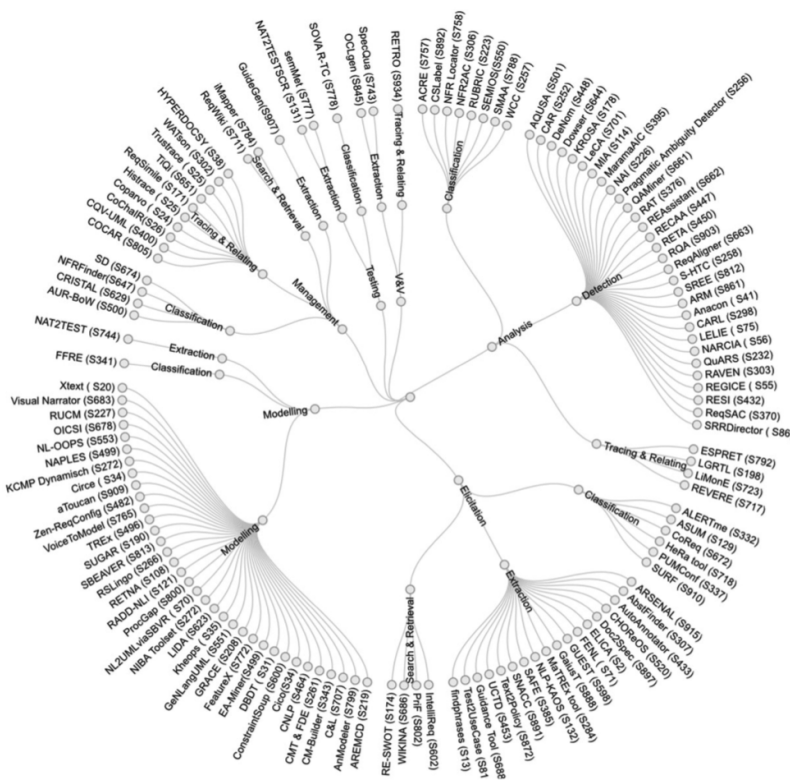 RETRO (S934)
Tracing & Relating
V&V
SpecQua (S743)
Extraction
OCLgen (S845)
Classification
SOVA R-TC (S778)
Extraction
Testing
semMet (S777)
NAT2TESTSCR (S131)
Extraction
GuideGen(S907)
Extraction
iMapper (S784)
ReqWiki (S711)
Search & Retrieval
Management
HYPERDOCSY (S38)
WATson (S302)
Trustrace ( S23)
TiQi (S651)
ReqSimile (S171)
Histrace ( S25)
Coparvo ( S24)
CoChaIR(S26)
CQV-UML (S400)
COCAR (S805)
Tracing & Relating
SD (S674)
NFRFinder(S647)
CRISTAL (S629)
AUR-BoW (S500)
Classification
NAT2TEST (S744)
Extraction
FFRE (S341)
Classification
Modelling
Xtext ( S20)
Visual Narrator (S683)
RUCM (S227)
OICSI (S678)
NL-OOPS (S553)
NAPLES (S499)
KCMP Dynamisch (S272)
Circe ( S34)
aToucan (S909)
Zen-ReqConfig (S482)
VoiceToModel (S765)
TREx (S496)
SUGAR (S190)
SBEAVER (S813)
RSLingo (S266)
RETNA (S108)
RADD-NLI (S121)
ProcGap (S800)
NL2UMLviaSBVR ( S70)
NIBA Toolset (S272)
LIDA (S623)
Kheops ( S35)
GeNLangUML (S551)
GRACE (S208)
FeatureX (S772)
EA-Miner(S499)
DBDT ( S31)
ConstraintSoup (S600)
Cico(S34)
CNLP (S464)
CMT & FDE (S261)
CM-Builder (S343)
C&L (S707)
AnModeler (S799)
AREMCD (S219)
Modelling
ACRE (S757)
CSLabel (S892)
NFR Locator (S758)
NFR2AC (S306)
RUBRIC (S223)
SEMIOS(S550)
SMAA (S788)
WCC (S257)
Classification
Analysis
AQUSA (S501)
CAR (S252)
DeNom (S448)
Dowser (S644)
KROSA (S178)
LeCA (S701)
MIA (S114)
MaramaAIC (S395)
NAI (S226)
Pragmatic Ambiguity Detector (S256)
QAMiner (S661)
RAT (S376)
REAssistant (S662)
RECAA (S447)
RETA (S450)
RQA (S903)
ReqAligner (S663)
S-HTC (S258)
SREE (S812)
ARM (S861)
Anacon ( S41)
CARL (S298)
LELIE ( S75)
NARCIA ( S56)
QuARS (S232)
RAVEN (S303)
REGICE ( S55)
RESI (S432)
ReqSAC (S370)
SRRDirector ( S86
Detection
Tracing & Relating
ESPRET (S792)
LGRTL (S198)
LiMonE (S723)
REVERE (S717)
Elicitation
Classification
ALERTme (S332)
ASUM (S129)
CoReq (S672)
HeRa tool (S718)
PUMConf (S337)
SURF (S910)
Extraction
ARSENAL (S915)
AbstFinder (S307)
AutoAnnotator (S433)
CHOReOS (S520)
Doc2Spec (S897)
ELICA (S2)
FENL ( S71)
GUEST (S598)
GaiusT (S688)
MaTREx tool (S284)
NLP-KAOS (S132)
SAFE (S385)
SNACC (S891)
Text2Policy (S872)
UCTD (S453)
Guidance Tool (S688
Test2UseCase (S81
findphrases (S13)
Search & Retrieval
IntelliReq (S602)
PriF (S802)
WIKINA (S686)
RE-SWOT (S174)